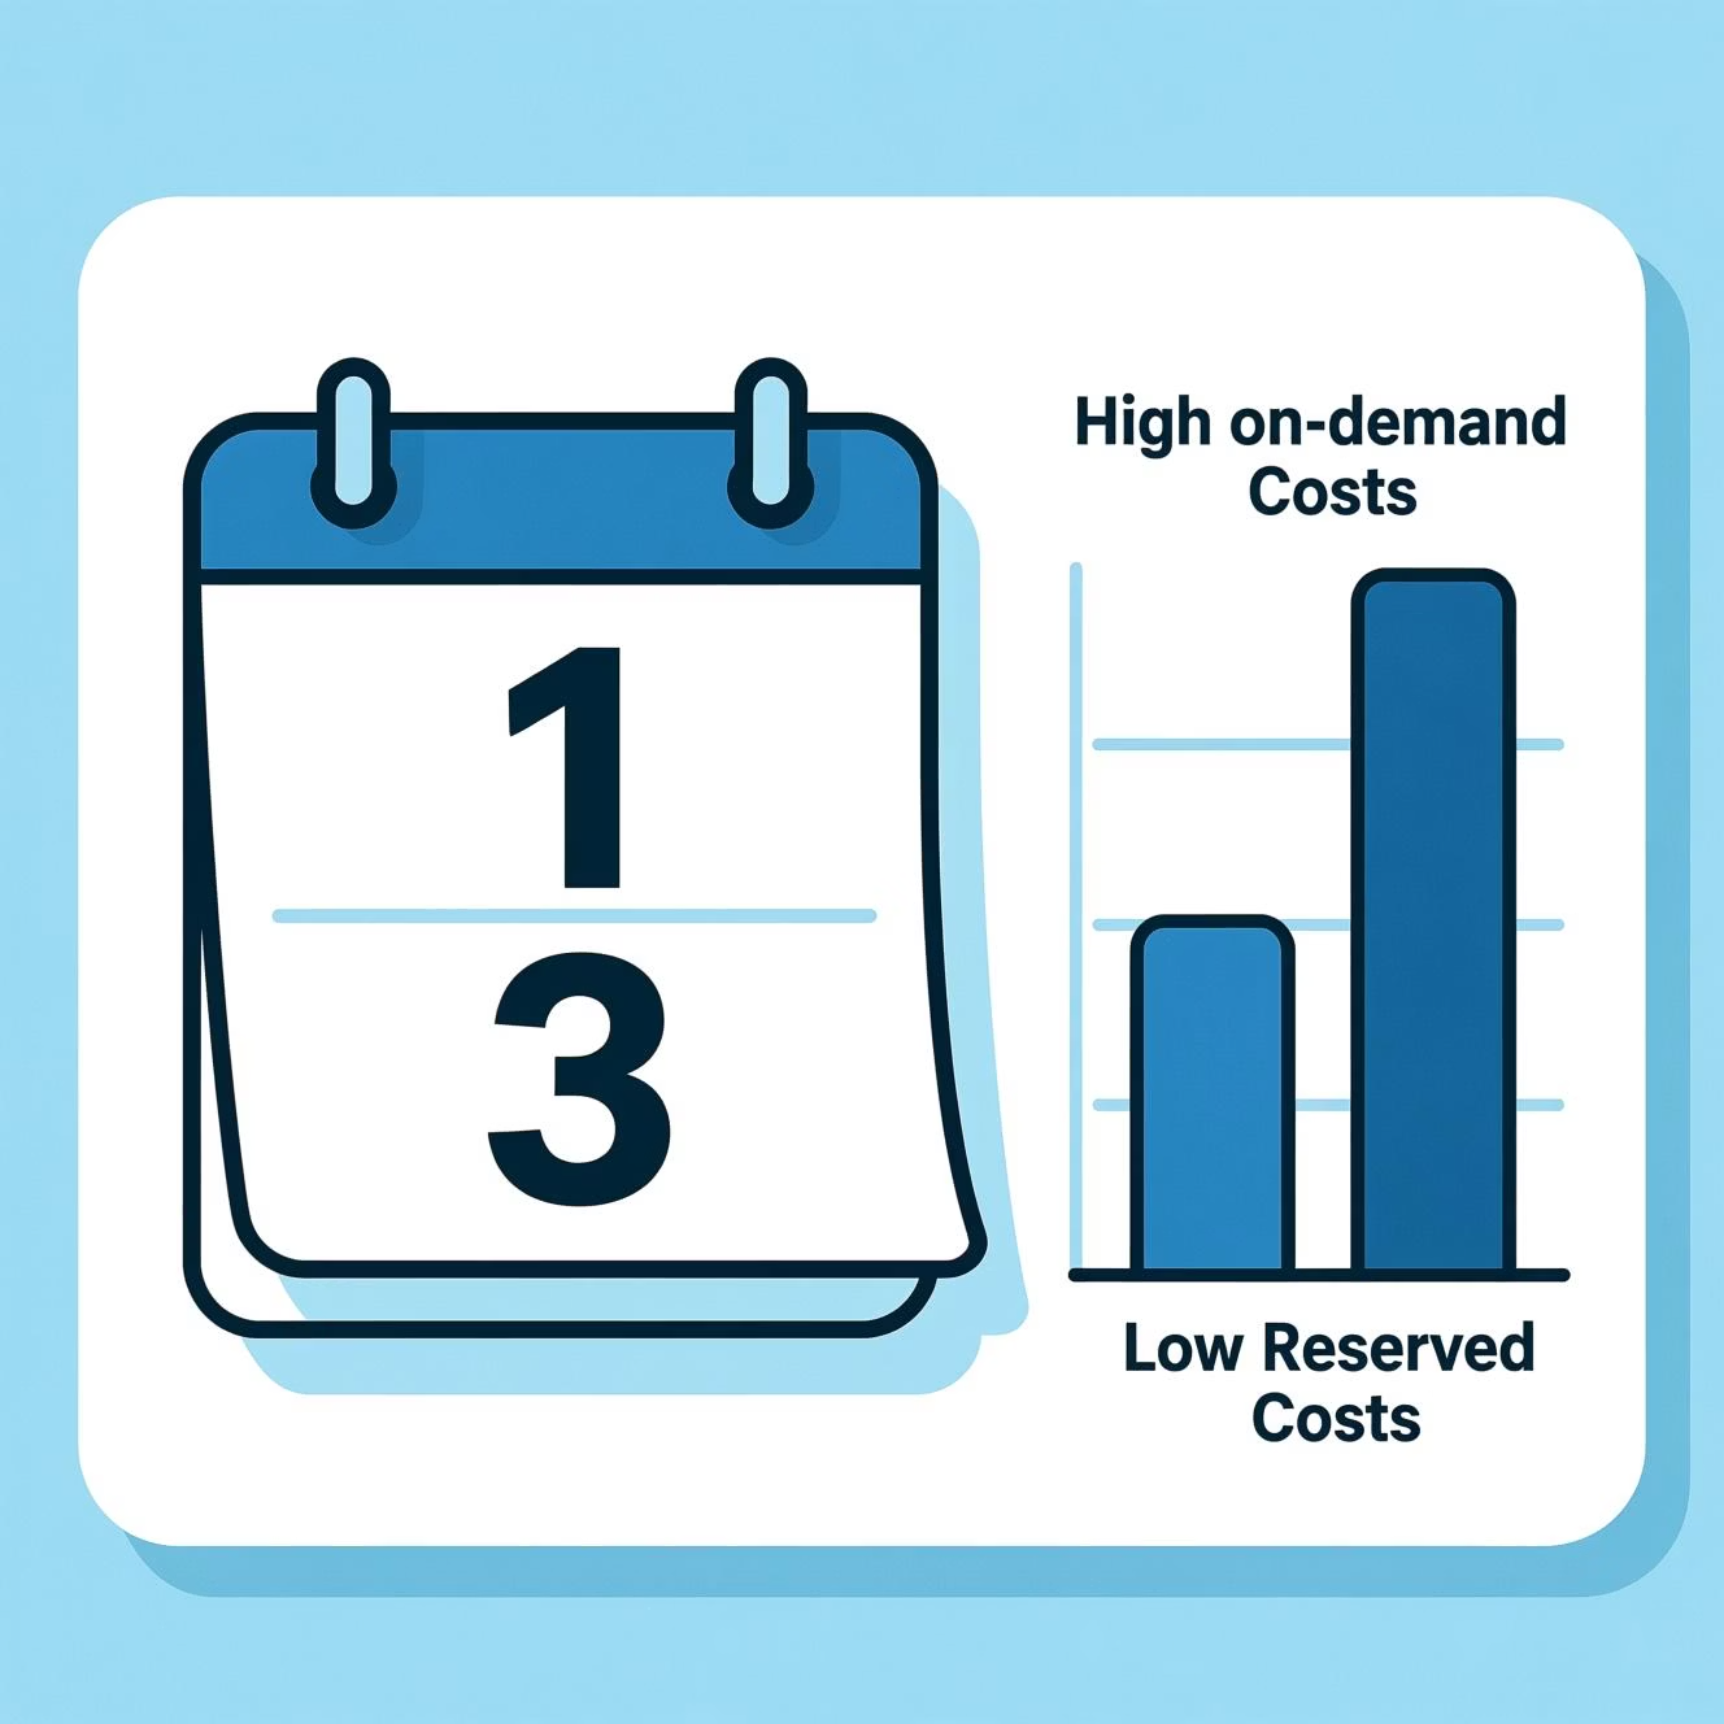 1
3
High on-demand
Costs
Low Reserved
Costs